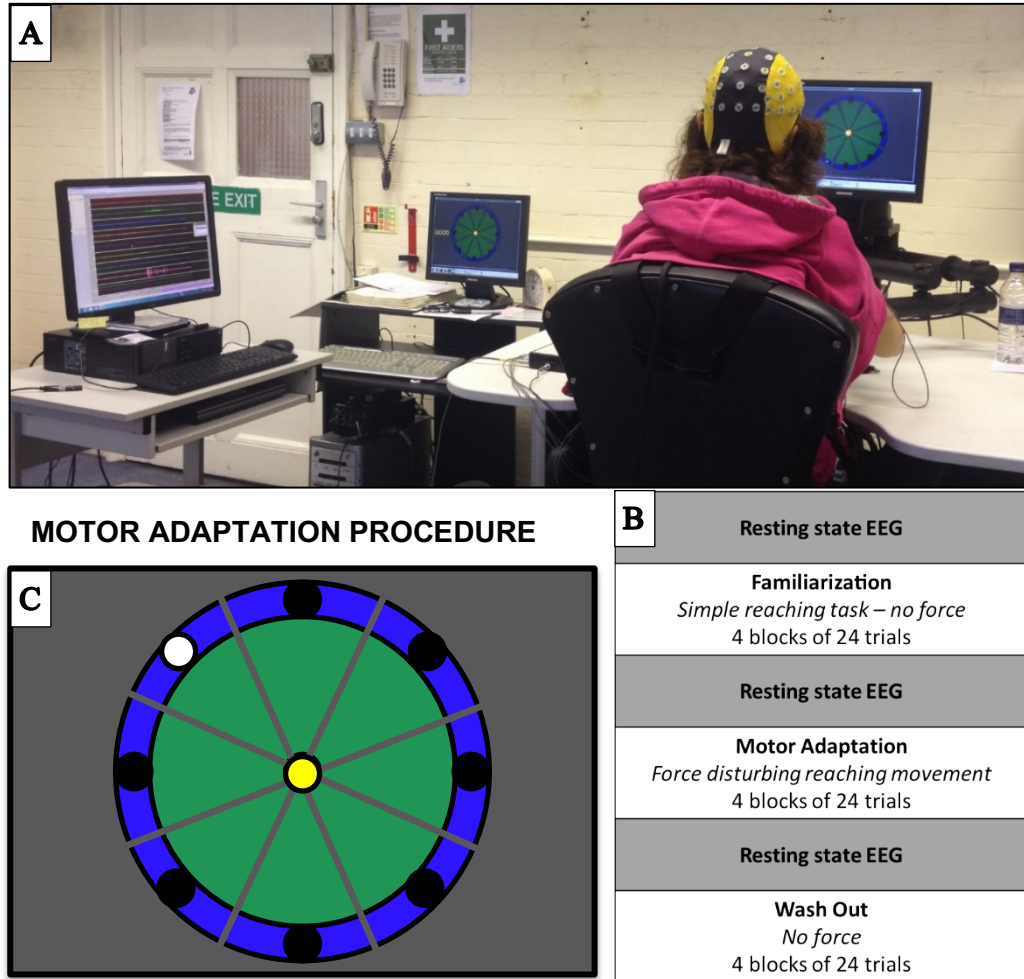 A
FIRST AIDERS
E EXIT
GOOD
SAMSUNG
MOTOR ADAPTATION PROCEDURE
B
Resting state EEG
Familiarization
Simple reaching task – no force
4 blocks of 24 trials
Resting state EEG
Motor Adaptation
Force disturbing reaching movement
4 blocks of 24 trials
Resting state EEG
Wash Out
No force
4 blocks of 24 trials
C